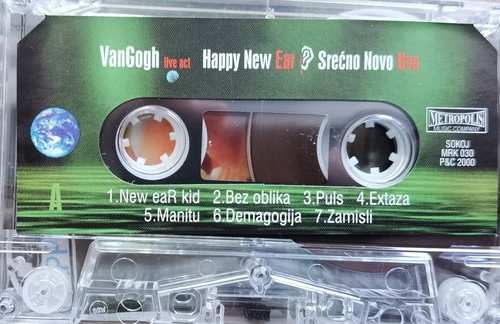 VanGogh live act Happy New Ear ? Srećno Novo Uvo
METROPOLIS
MUSIC COMPANY
SOKOJ
MRK 030
P&C 2000
A
1.New eaR kid 2.Bez oblika 3.Puls 4.Extaza
5.Manitu 6.Demagogija 7.Zamisli